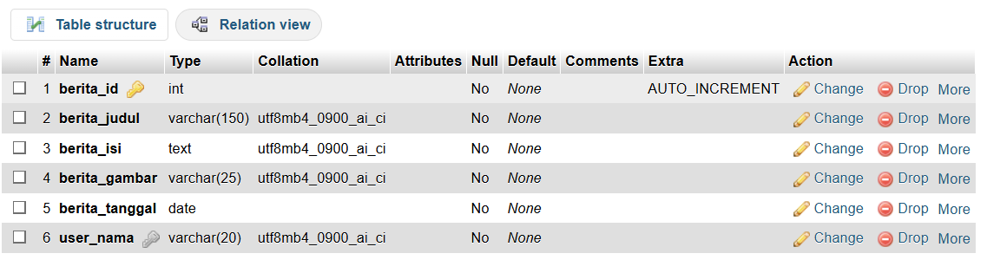 Table structure Relation view
# Name Type Collation Attributes Null Default Comments Extra Action
1 berita_id int No None AUTO_INCREMENT Change Drop More
2 berita_judul varchar(150) utf8mb4_0900_ai_ci No None Change Drop More
3 berita_isi text utf8mb4_0900_ai_ci No None Change Drop More
4 berita_gambar varchar(25) utf8mb4_0900_ai_ci No None Change Drop More
5 berita_tanggal date No None Change Drop More
6 user_nama varchar(20) utf8mb4_0900_ai_ci No None Change Drop More